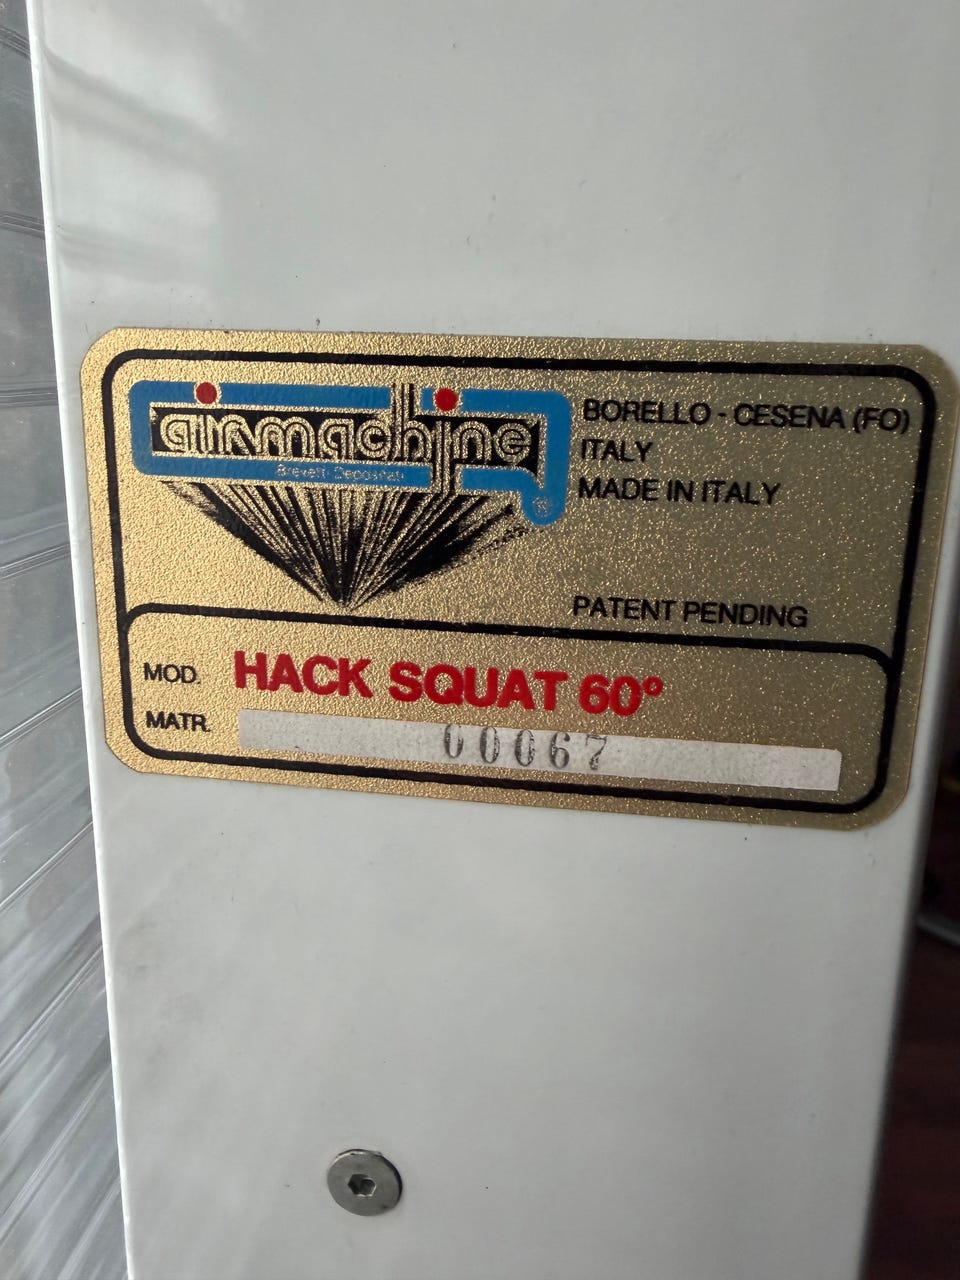 airmachine
Brevetti Depositati
®
BORELLO - CESENA (FO)
ITALY
MADE IN ITALY
PATENT PENDING
MOD. HACK SQUAT 60°
MATR. 00067